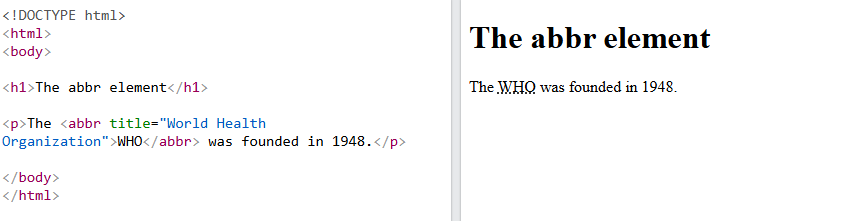 <!DOCTYPE html>
<html>
<body>
<h1>The abbr element</h1>
<p>The <abbr title="World Health
Organization">WHO</abbr> was founded in 1948.</p>
</body>
</html>
The abbr element
The WHO was founded in 1948.